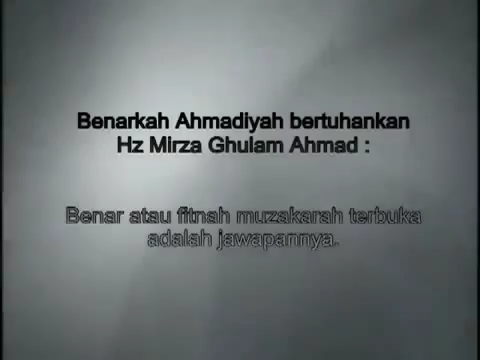 Benarkah Ahmadiyah bertuhankan
Hz Mirza Ghulam Ahmad :
Benar atau fitnah muzakarah terbuka
adalah jawapannya.